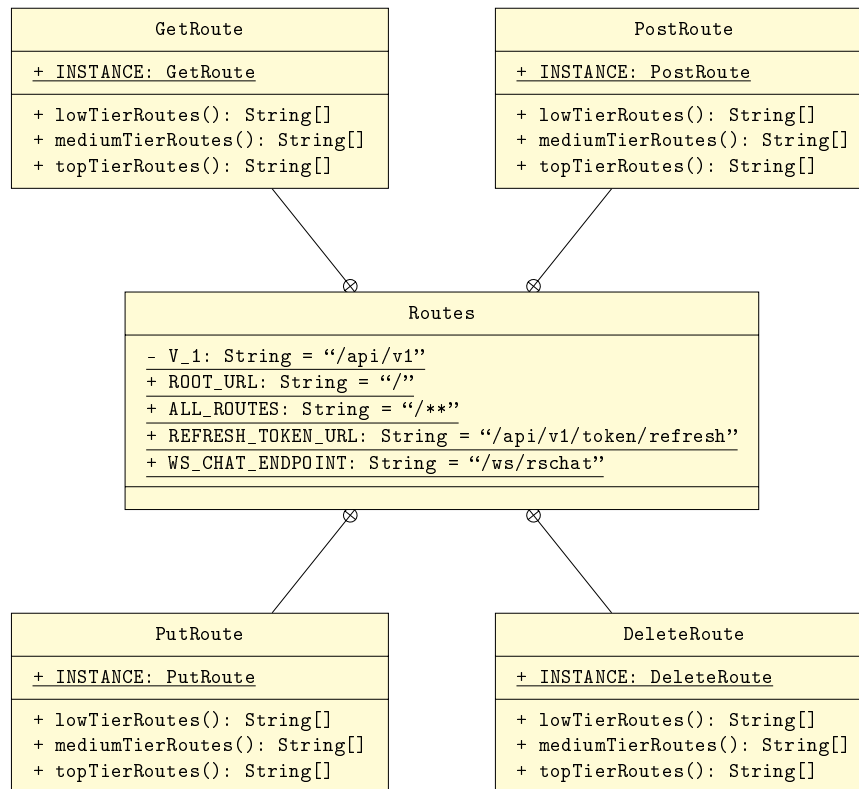 GetRoute
+ INSTANCE: GetRoute
+ lowTierRoutes(): String[]
+ mediumTierRoutes(): String[]
+ topTierRoutes(): String[]
PostRoute
+ INSTANCE: PostRoute
+ lowTierRoutes(): String[]
+ mediumTierRoutes(): String[]
+ topTierRoutes(): String[]
Routes
- V_1: String = “/api/v1”
+ ROOT_URL: String = “/”
+ ALL_ROUTES: String = “/**”
+ REFRESH_TOKEN_URL: String = “/api/v1/token/refresh”
+ WS_CHAT_ENDPOINT: String = “/ws/rschat”
PutRoute
+ INSTANCE: PutRoute
+ lowTierRoutes(): String[]
+ mediumTierRoutes(): String[]
+ topTierRoutes(): String[]
DeleteRoute
+ INSTANCE: DeleteRoute
+ lowTierRoutes(): String[]
+ mediumTierRoutes(): String[]
+ topTierRoutes(): String[]